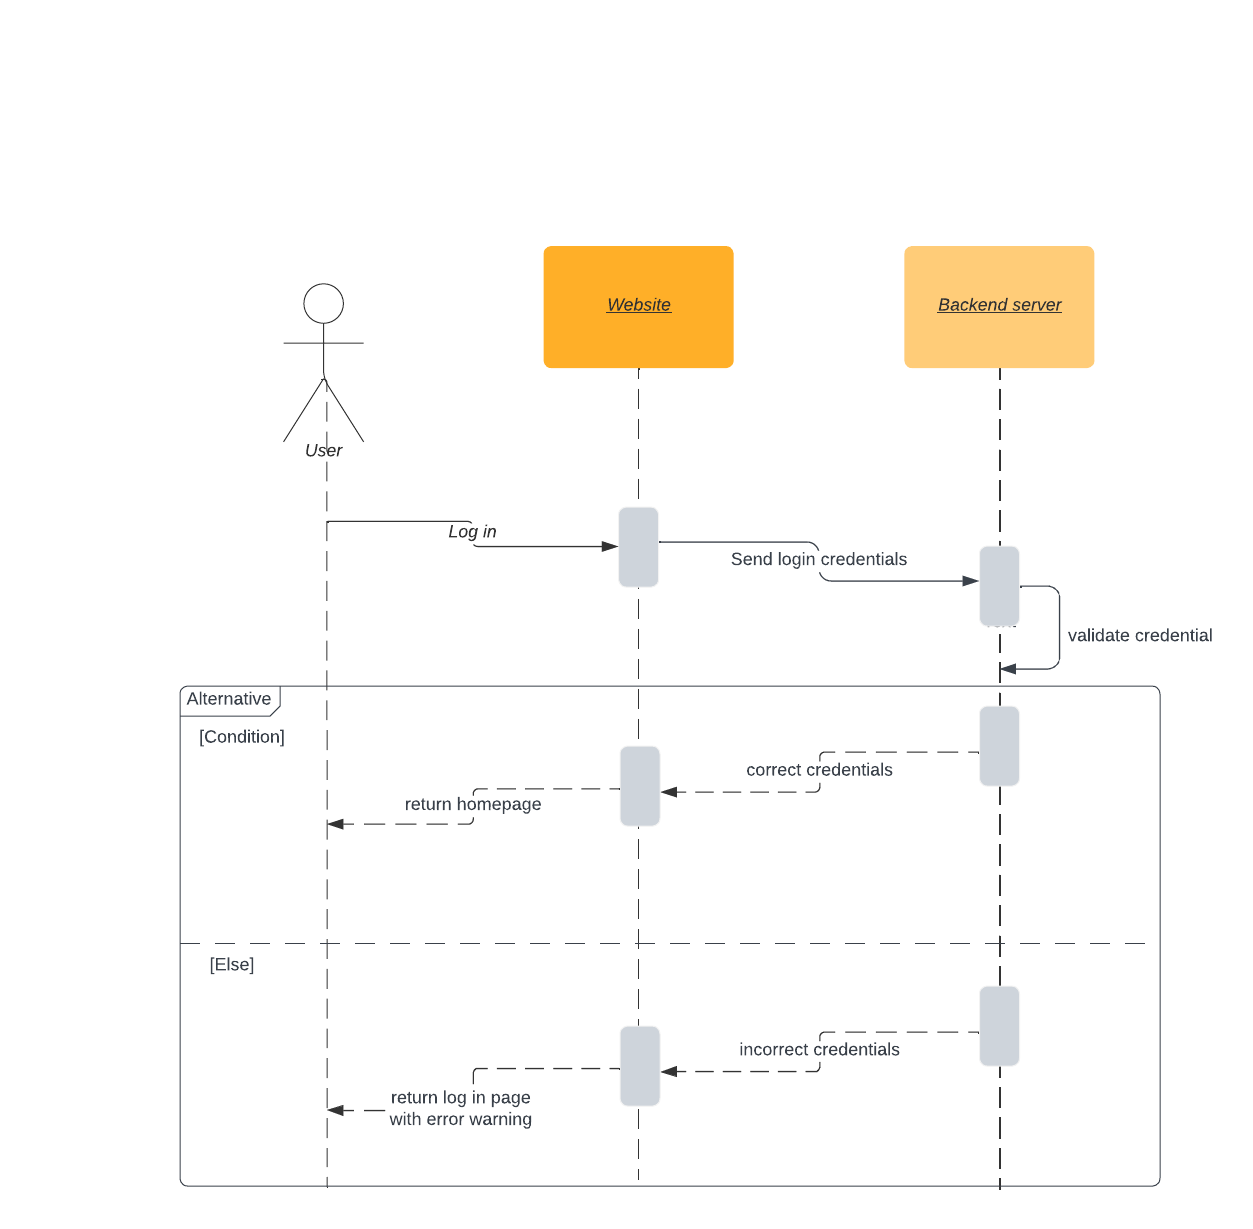 Website
Backend server
User
Log in
Send login credentials
validate credential
Alternative
[Condition]
correct credentials
return homepage
[Else]
incorrect credentials
return log in page
with error warning